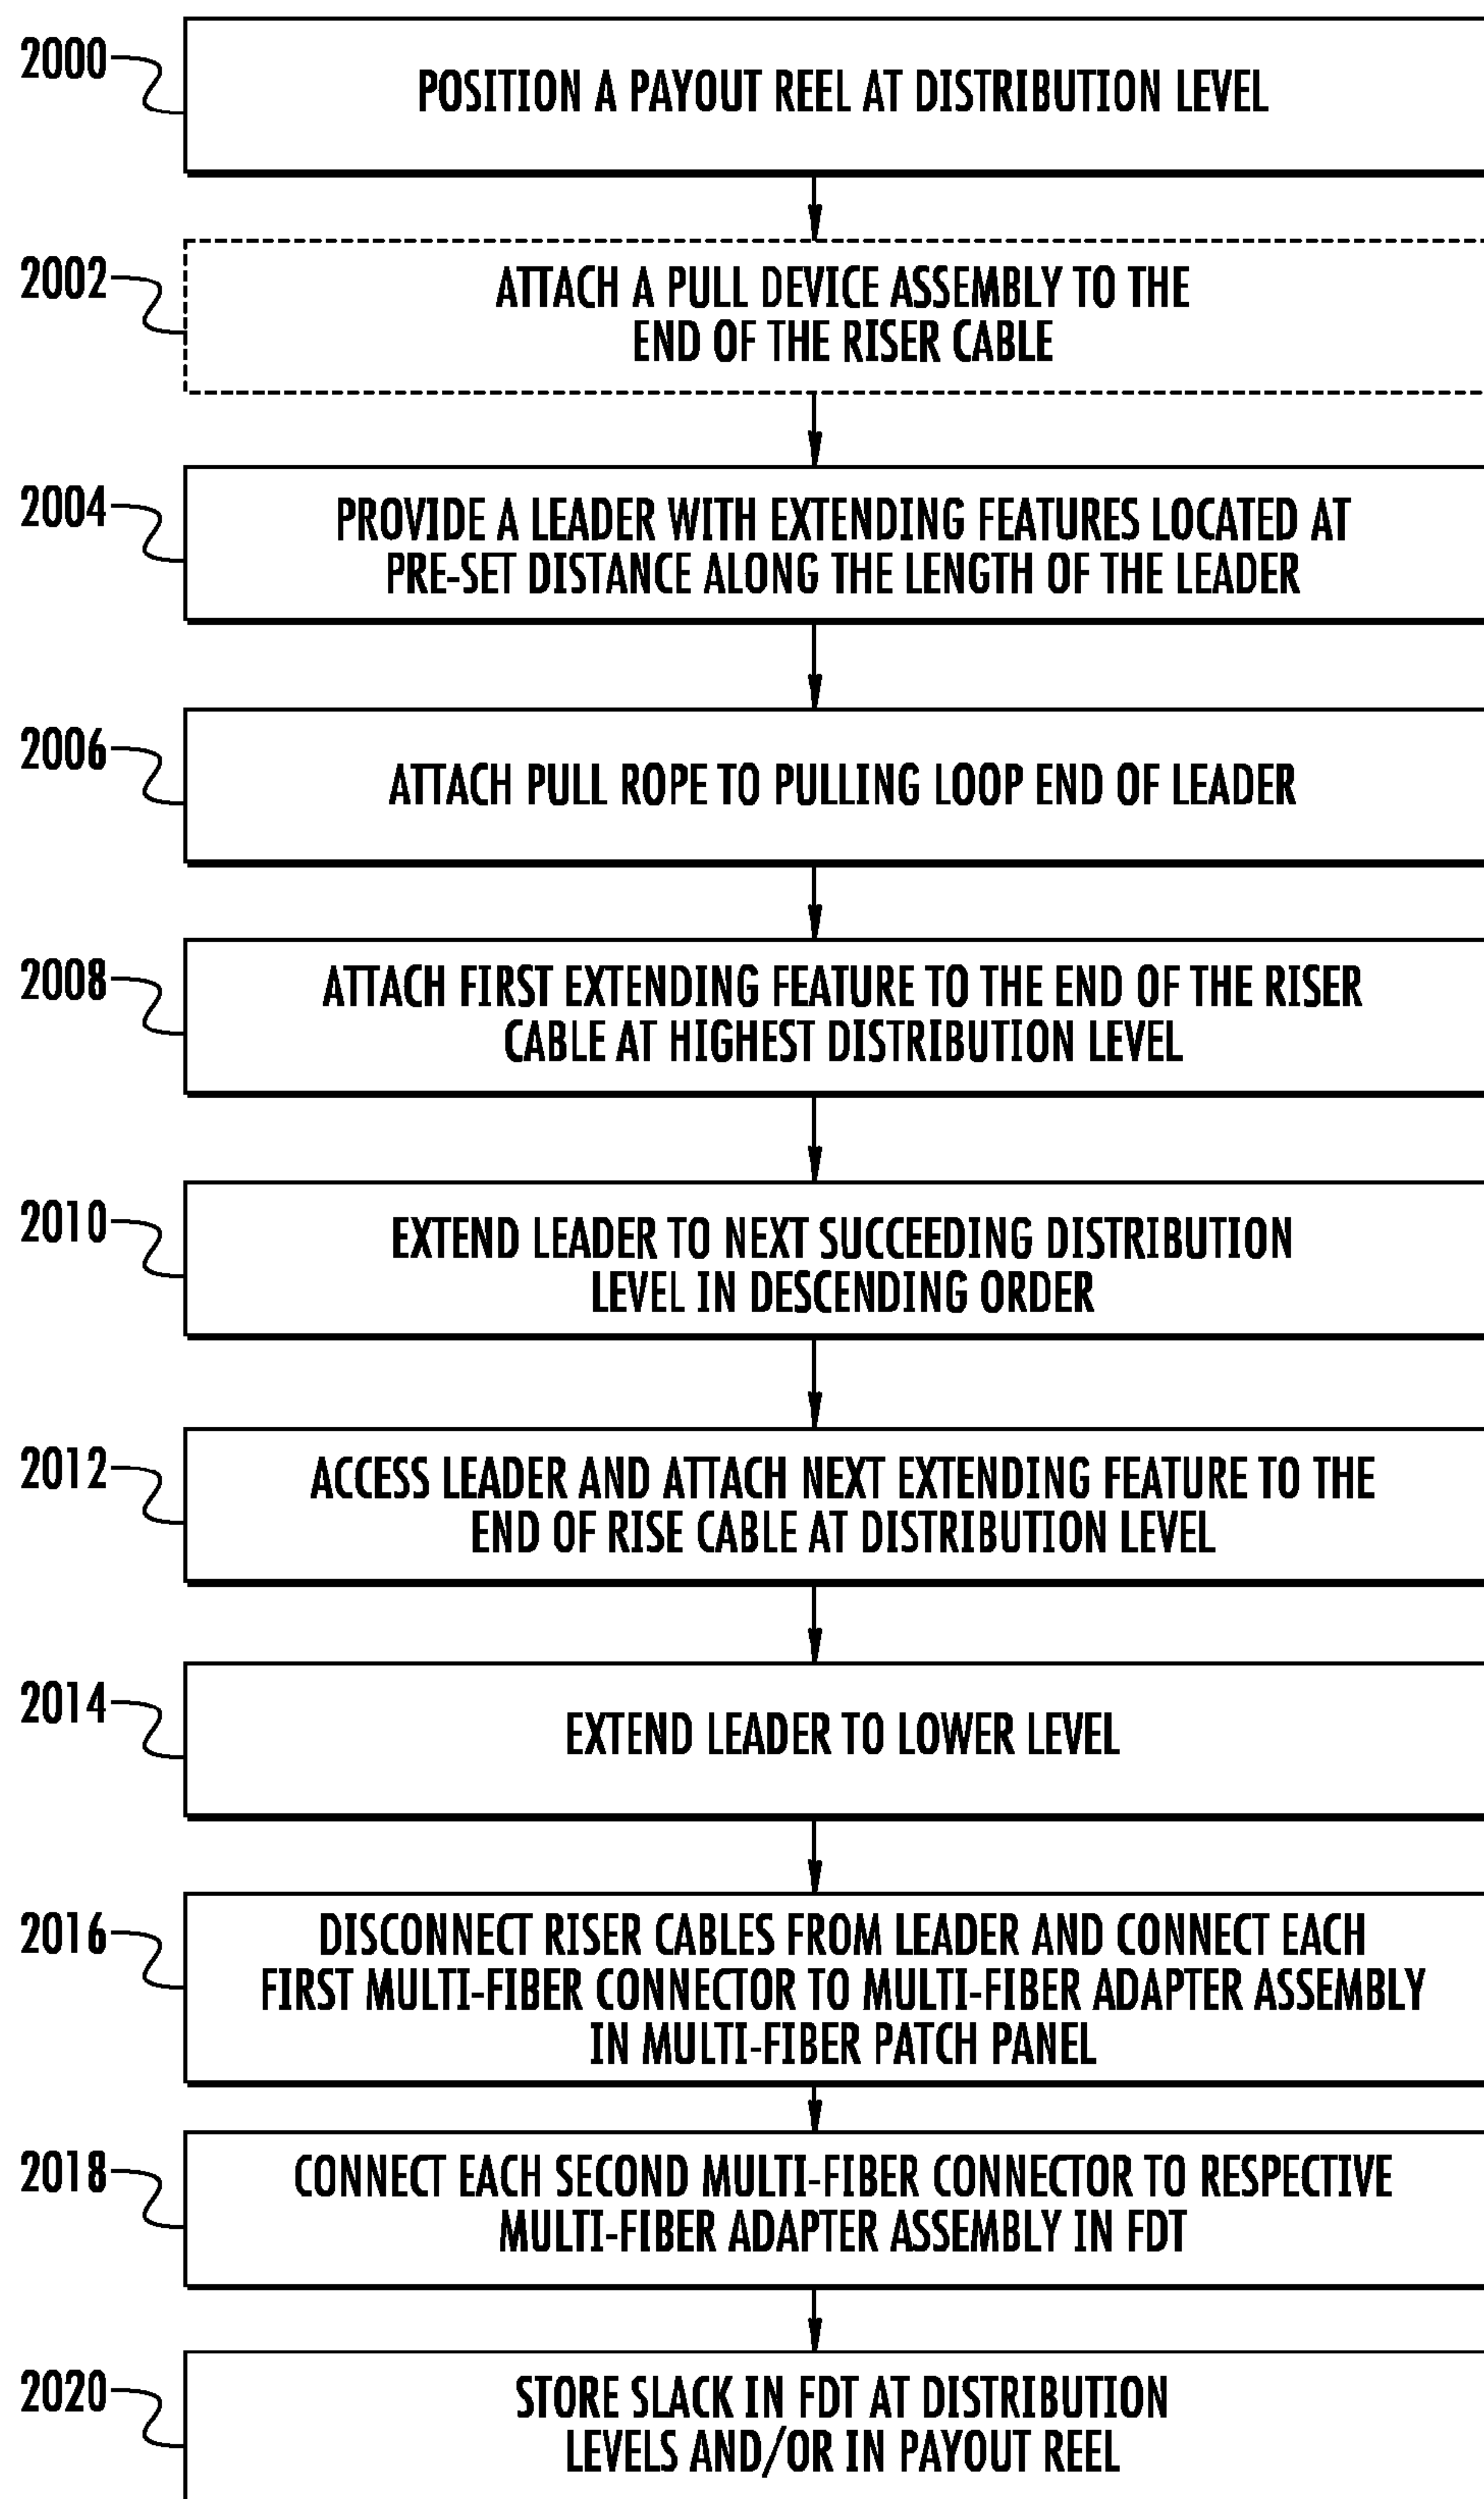 2000
POSITION A PAYOUT REEL AT DISTRIBUTION LEVEL
2002
ATTACH A PULL DEVICE ASSEMBLY TO THE
END OF THE RISER CABLE
2004
PROVIDE A LEADER WITH EXTENDING FEATURES LOCATED AT
PRE-SET DISTANCE ALONG THE LENGTH OF THE LEADER
2006
ATTACH PULL ROPE TO PULLING LOOP END OF LEADER
2008
ATTACH FIRST EXTENDING FEATURE TO THE END OF THE RISER
CABLE AT HIGHEST DISTRIBUTION LEVEL
2010
EXTEND LEADER TO NEXT SUCCEEDING DISTRIBUTION
LEVEL IN DESCENDING ORDER
2012
ACCESS LEADER AND ATTACH NEXT EXTENDING FEATURE TO THE
END OF RISE CABLE AT DISTRIBUTION LEVEL
2014
EXTEND LEADER TO LOWER LEVEL
2016
DISCONNECT RISER CABLES FROM LEADER AND CONNECT EACH
FIRST MULTI-FIBER CONNECTOR TO MULTI-FIBER ADAPTER ASSEMBLY
IN MULTI-FIBER PATCH PANEL
2018
CONNECT EACH SECOND MULTI-FIBER CONNECTOR TO RESPECTIVE
MULTI-FIBER ADAPTER ASSEMBLY IN FDT
2020
STORE SLACK IN FDT AT DISTRIBUTION
LEVELS AND/OR IN PAYOUT REEL